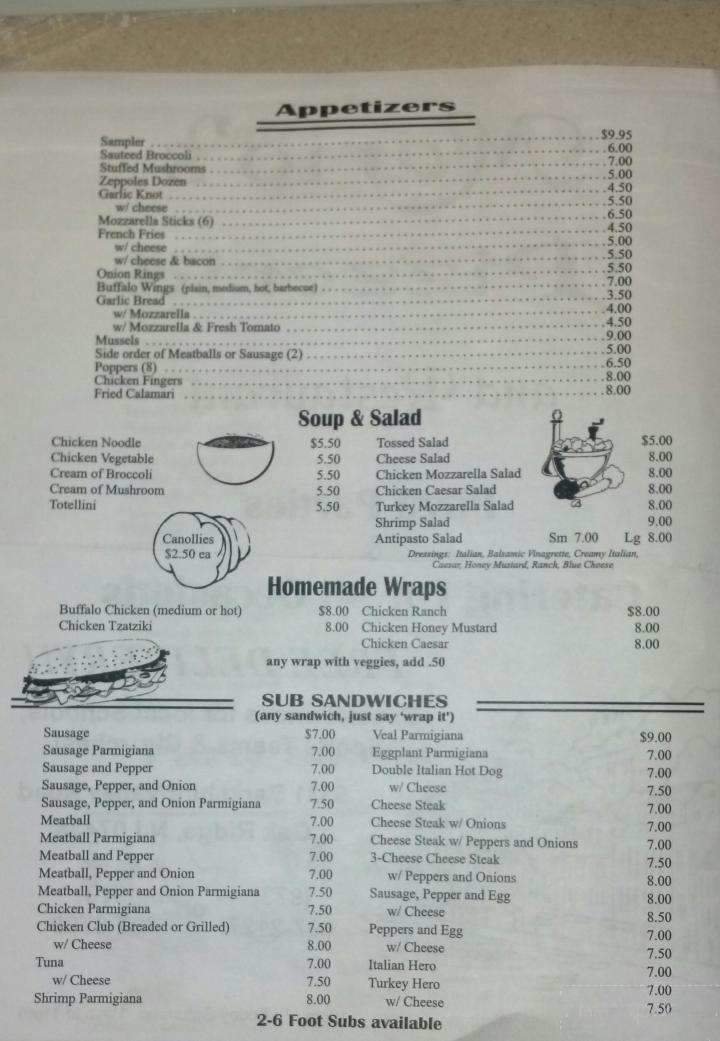 Appetizers
Sampler $9.95
Sauteed Broccoli 6.00
Stuffed Mushrooms 7.00
Zeppoles Dozen 5.00
Garlic Knot 4.50
w/ cheese 5.50
Mozzarella Sticks (6) 6.50
French Fries 4.50
w/ cheese 5.00
w/ cheese & bacon 5.50
Onion Rings 5.50
Buffalo Wings (plain, medium, hot, barbecue) 7.00
Garlic Bread 3.50
w/ Mozzarella 4.00
w/ Mozzarella & Fresh Tomato 4.50
Mussels 9.00
Side order of Meatballs or Sausage (2) 5.00
Poppers (8) 6.50
Chicken Fingers 8.00
Fried Calamari 8.00
Soup & Salad
Chicken Noodle $5.50
Chicken Vegetable 5.50
Cream of Broccoli 5.50
Cream of Mushroom 5.50
Totellini 5.50
Canollies
$2.50 ea
Tossed Salad $5.00
Cheese Salad 8.00
Chicken Mozzarella Salad 8.00
Chicken Caesar Salad 8.00
Turkey Mozzarella Salad 8.00
Shrimp Salad 9.00
Antipasto Salad Sm 7.00 Lg 8.00
Dressings: Italian, Balsamic Vinagrette, Creamy Italian,
Caesar, Honey Mustard, Ranch, Blue Cheese
Homemade Wraps
Buffalo Chicken (medium or hot) $8.00
Chicken Tzatziki 8.00
Chicken Ranch $8.00
Chicken Honey Mustard 8.00
Chicken Caesar 8.00
any wrap with veggies, add .50
SUB SANDWICHES
(any sandwich, just say 'wrap it')
Sausage $7.00
Sausage Parmigiana 7.00
Sausage and Pepper 7.00
Sausage, Pepper, and Onion 7.00
Sausage, Pepper, and Onion Parmigiana 7.50
Meatball 7.00
Meatball Parmigiana 7.00
Meatball and Pepper 7.00
Meatball, Pepper and Onion 7.00
Meatball, Pepper and Onion Parmigiana 7.50
Chicken Parmigiana 7.50
Chicken Club (Breaded or Grilled) 7.50
w/ Cheese 8.00
Tuna 7.00
w/ Cheese 7.50
Shrimp Parmigiana 8.00
Veal Parmigiana $9.00
Eggplant Parmigiana 7.00
Double Italian Hot Dog 7.00
w/ Cheese 7.50
Cheese Steak 7.00
Cheese Steak w/ Onions 7.00
Cheese Steak w/ Peppers and Onions 7.00
3-Cheese Cheese Steak 7.50
w/ Peppers and Onions 8.00
Sausage, Pepper and Egg 8.00
w/ Cheese 8.50
Peppers and Egg 7.00
w/ Cheese 7.50
Italian Hero 7.00
Turkey Hero 7.00
w/ Cheese 7.50
2-6 Foot Subs available